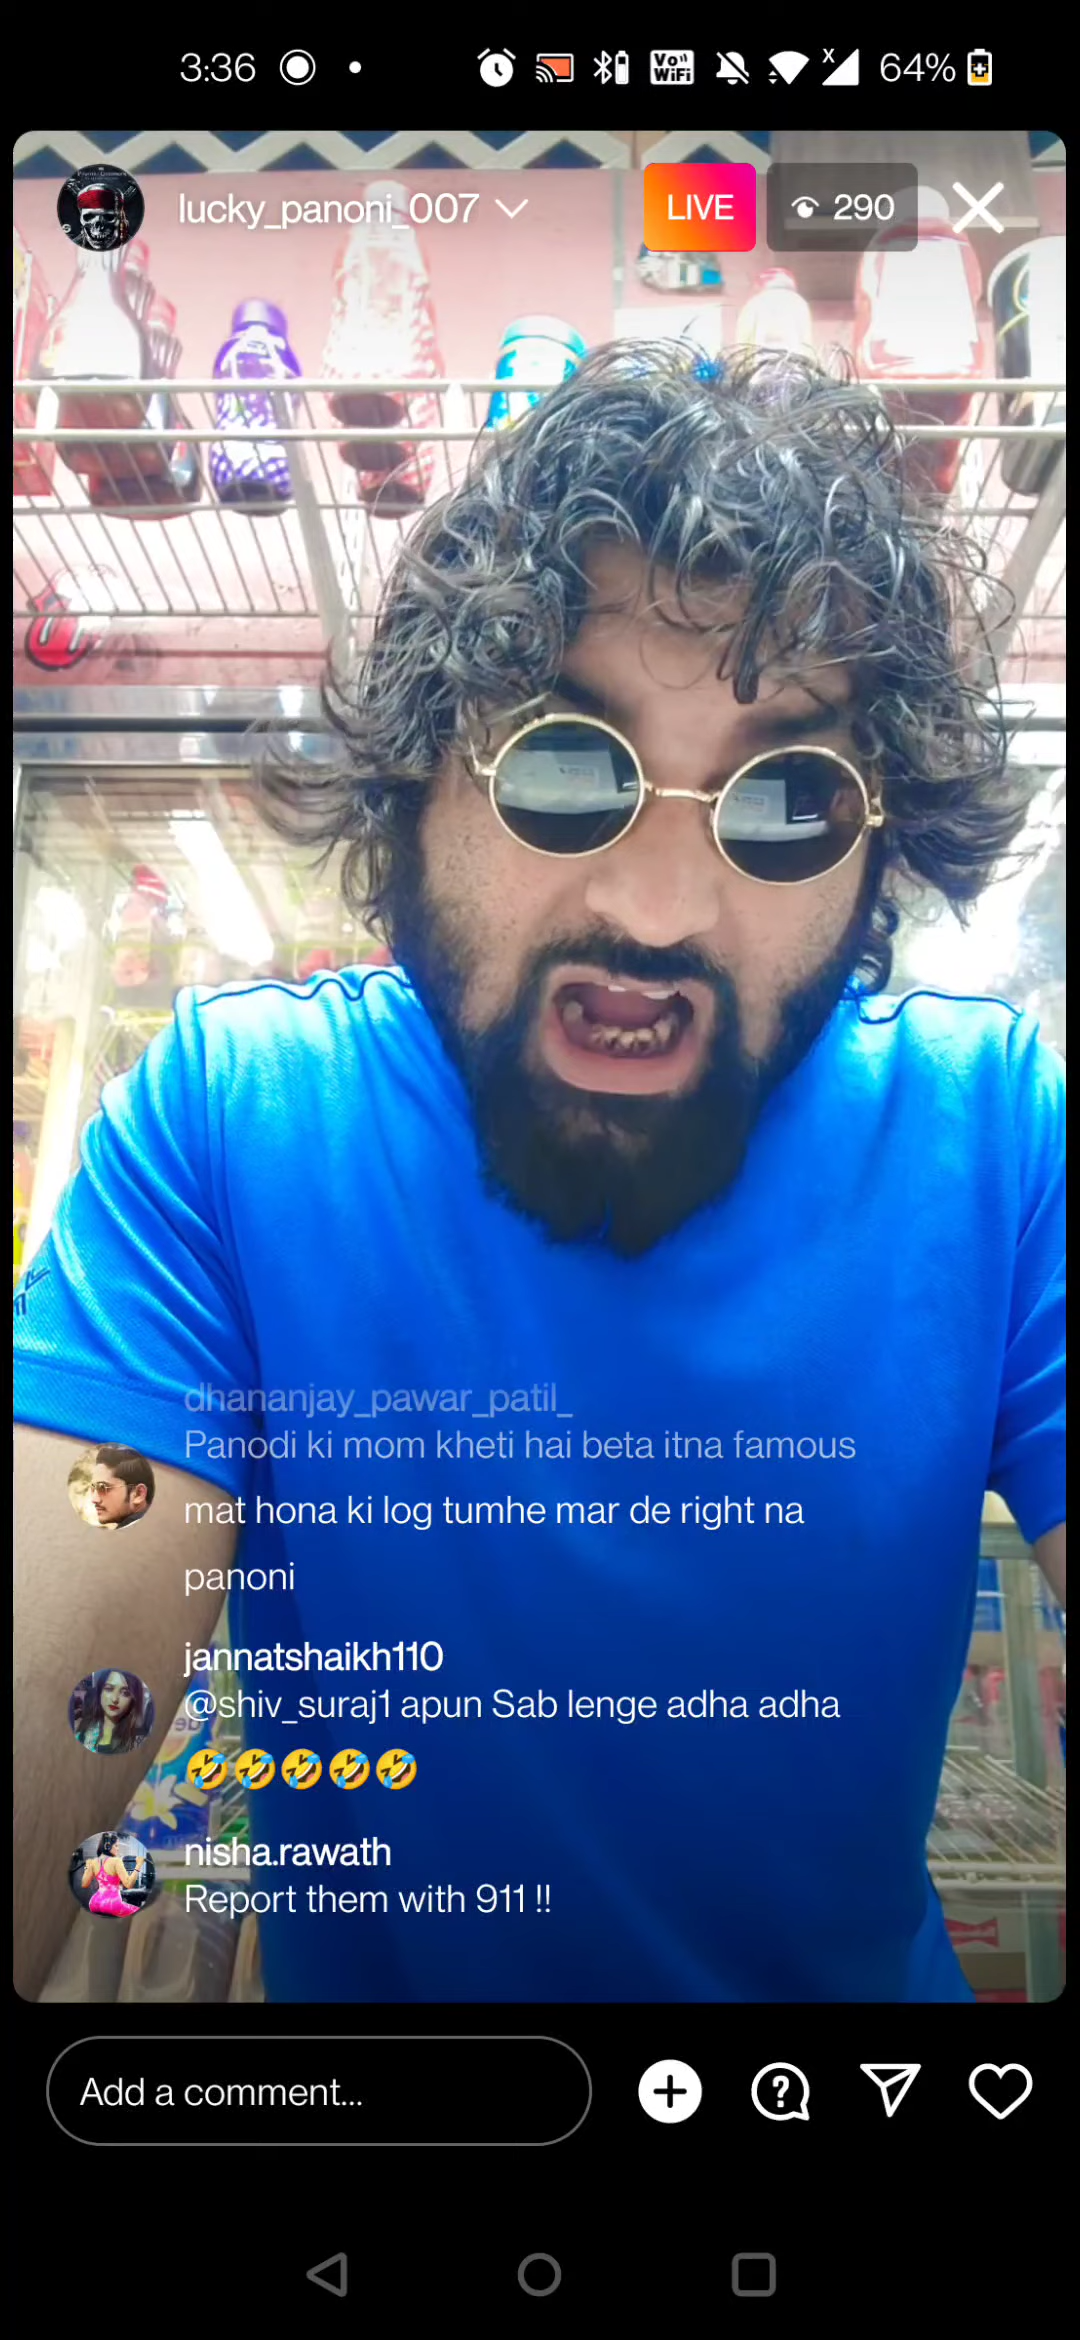 3:36
Vo
WiFi
X
64%
lucky_panoni_007
LIVE
290
dhananjay_pawar_patil_
Panodi ki mom kheti hai beta itna famous
mat hona ki log tumhe mar de right na
panoni
jannatshaikh110
@shiv_suraj1 apun Sab lenge adha adha
🤣🤣🤣🤣🤣
nisha.rawath
Report them with 911 !!
Add a comment...